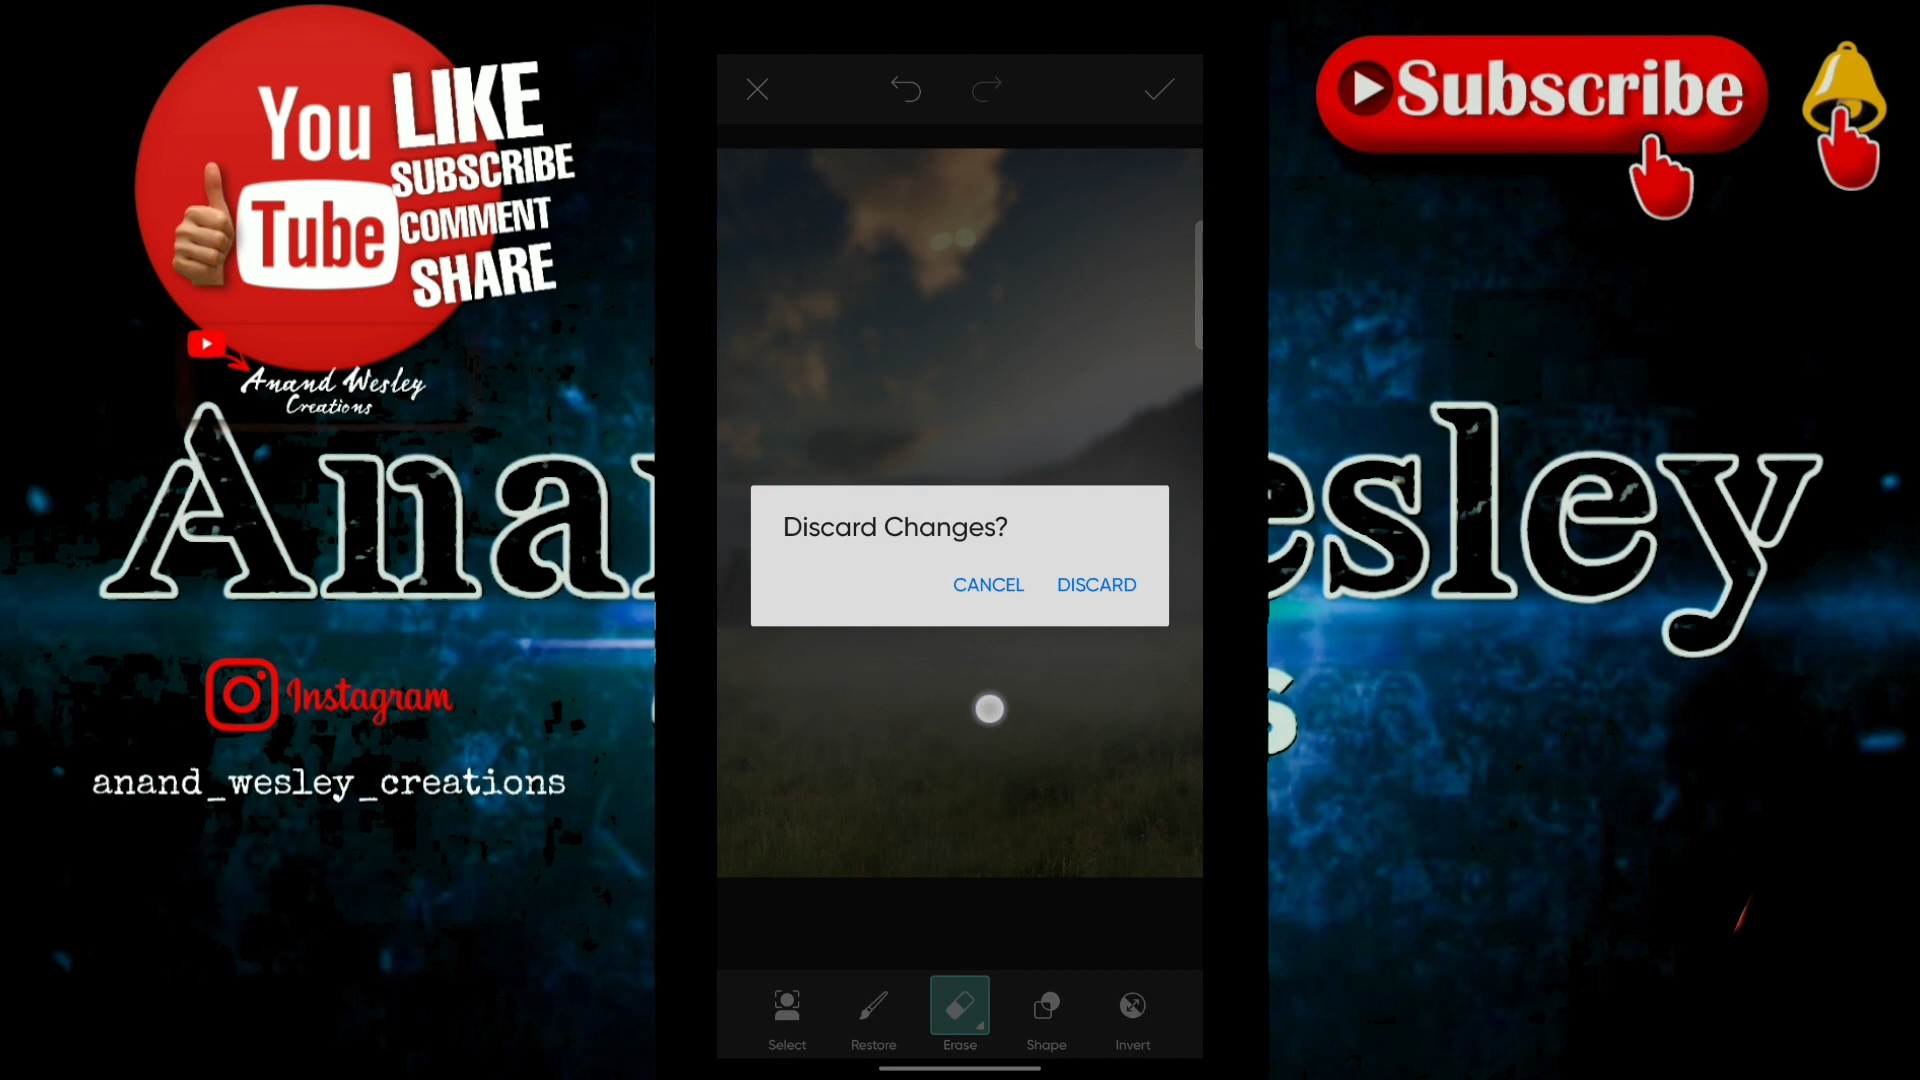 You
Tube
LIKE
SUBSCRIBE
COMMENT
SHARE
Anand Wesley
Creations
Subscribe
Anan
esley
s
Instagram
anand_wesley_creations
Discard Changes?
CANCEL DISCARD
Select Restore Erase Shape Invert